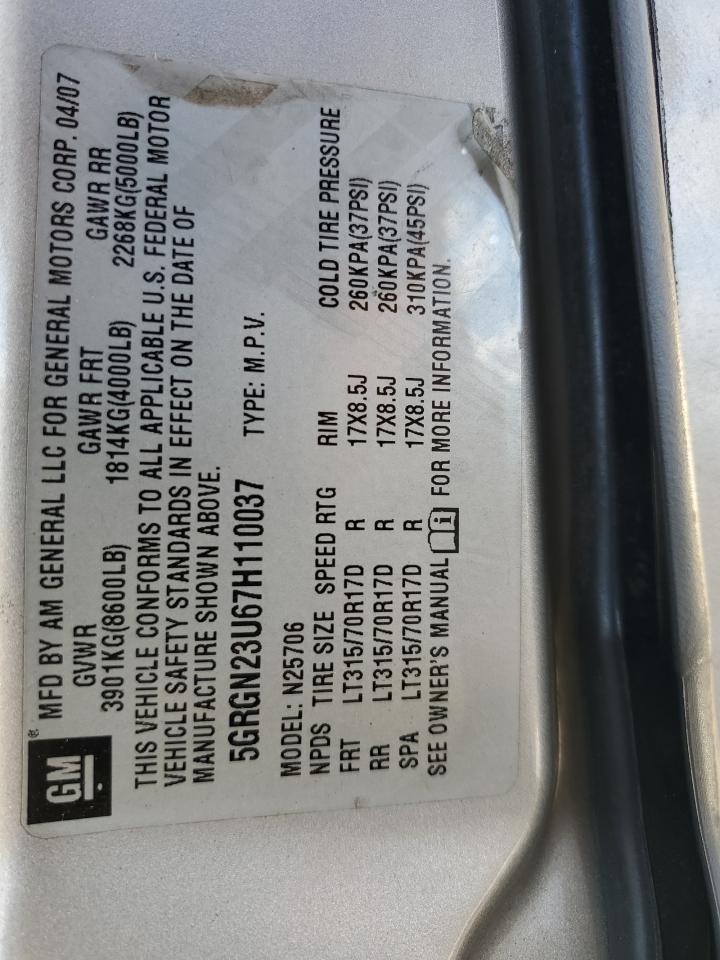 GM
MFD BY AM GENERAL LLC FOR GENERAL MOTORS CORP. 04/07
GVWR GAWR FRT GAWR RR
3901KG(8600LB) 1814KG(4000LB) 2268KG(5000LB)
THIS VEHICLE CONFORMS TO ALL APPLICABLE U.S. FEDERAL MOTOR
VEHICLE SAFETY STANDARDS IN EFFECT ON THE DATE OF
MANUFACTURE SHOWN ABOVE.
5GRGN23U67H110037 TYPE: M.P.V.
MODEL: N25706
NPDS TIRE SIZE SPEED RTG RIM COLD TIRE PRESSURE
FRT LT315/70R17D R 17X8.5J 260KPA(37PSI)
RR LT315/70R17D R 17X8.5J 260KPA(37PSI)
SPA LT315/70R17D R 17X8.5J 310KPA(45PSI)
SEE OWNER'S MANUAL FOR MORE INFORMATION.